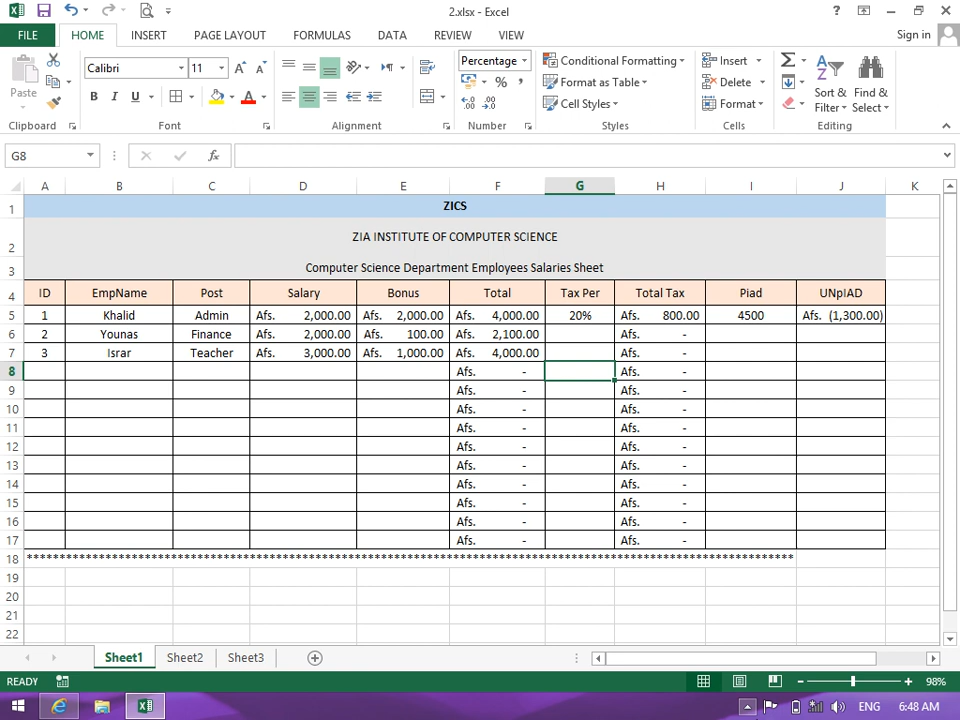 2.xlsx - Excel
Sign in
FILE HOME INSERT PAGE LAYOUT FORMULAS DATA REVIEW VIEW
Paste
Calibri 11
B I U
Percentage
Conditional Formatting
Format as Table
Cell Styles
Insert
Delete
Format
Sort & Filter
Find & Select
Clipboard Font Alignment Number Styles Cells Editing
G8
A B C D E F G H I J K
1 ZICS
2 ZIA INSTITUTE OF COMPUTER SCIENCE
3 Computer Science Department Employees Salaries Sheet
4 ID EmpName Post Salary Bonus Total Tax Per Total Tax Piad UNpIAD
5 1 Khalid Admin Afs. 2,000.00 Afs. 2,000.00 Afs. 4,000.00 20% Afs. 800.00 4500 Afs. (1,300.00)
6 2 Younas Finance Afs. 2,000.00 Afs. 100.00 Afs. 2,100.00 Afs. -
7 3 Israr Teacher Afs. 3,000.00 Afs. 1,000.00 Afs. 4,000.00 Afs. -
8 Afs. - Afs. -
9 Afs. - Afs. -
10 Afs. - Afs. -
11 Afs. - Afs. -
12 Afs. - Afs. -
13 Afs. - Afs. -
14 Afs. - Afs. -
15 Afs. - Afs. -
16 Afs. - Afs. -
17 Afs. - Afs. -
18 ****************************************************************************************************
19
20
21
22
Sheet1 Sheet2 Sheet3
READY 98%
ENG 6:48 AM